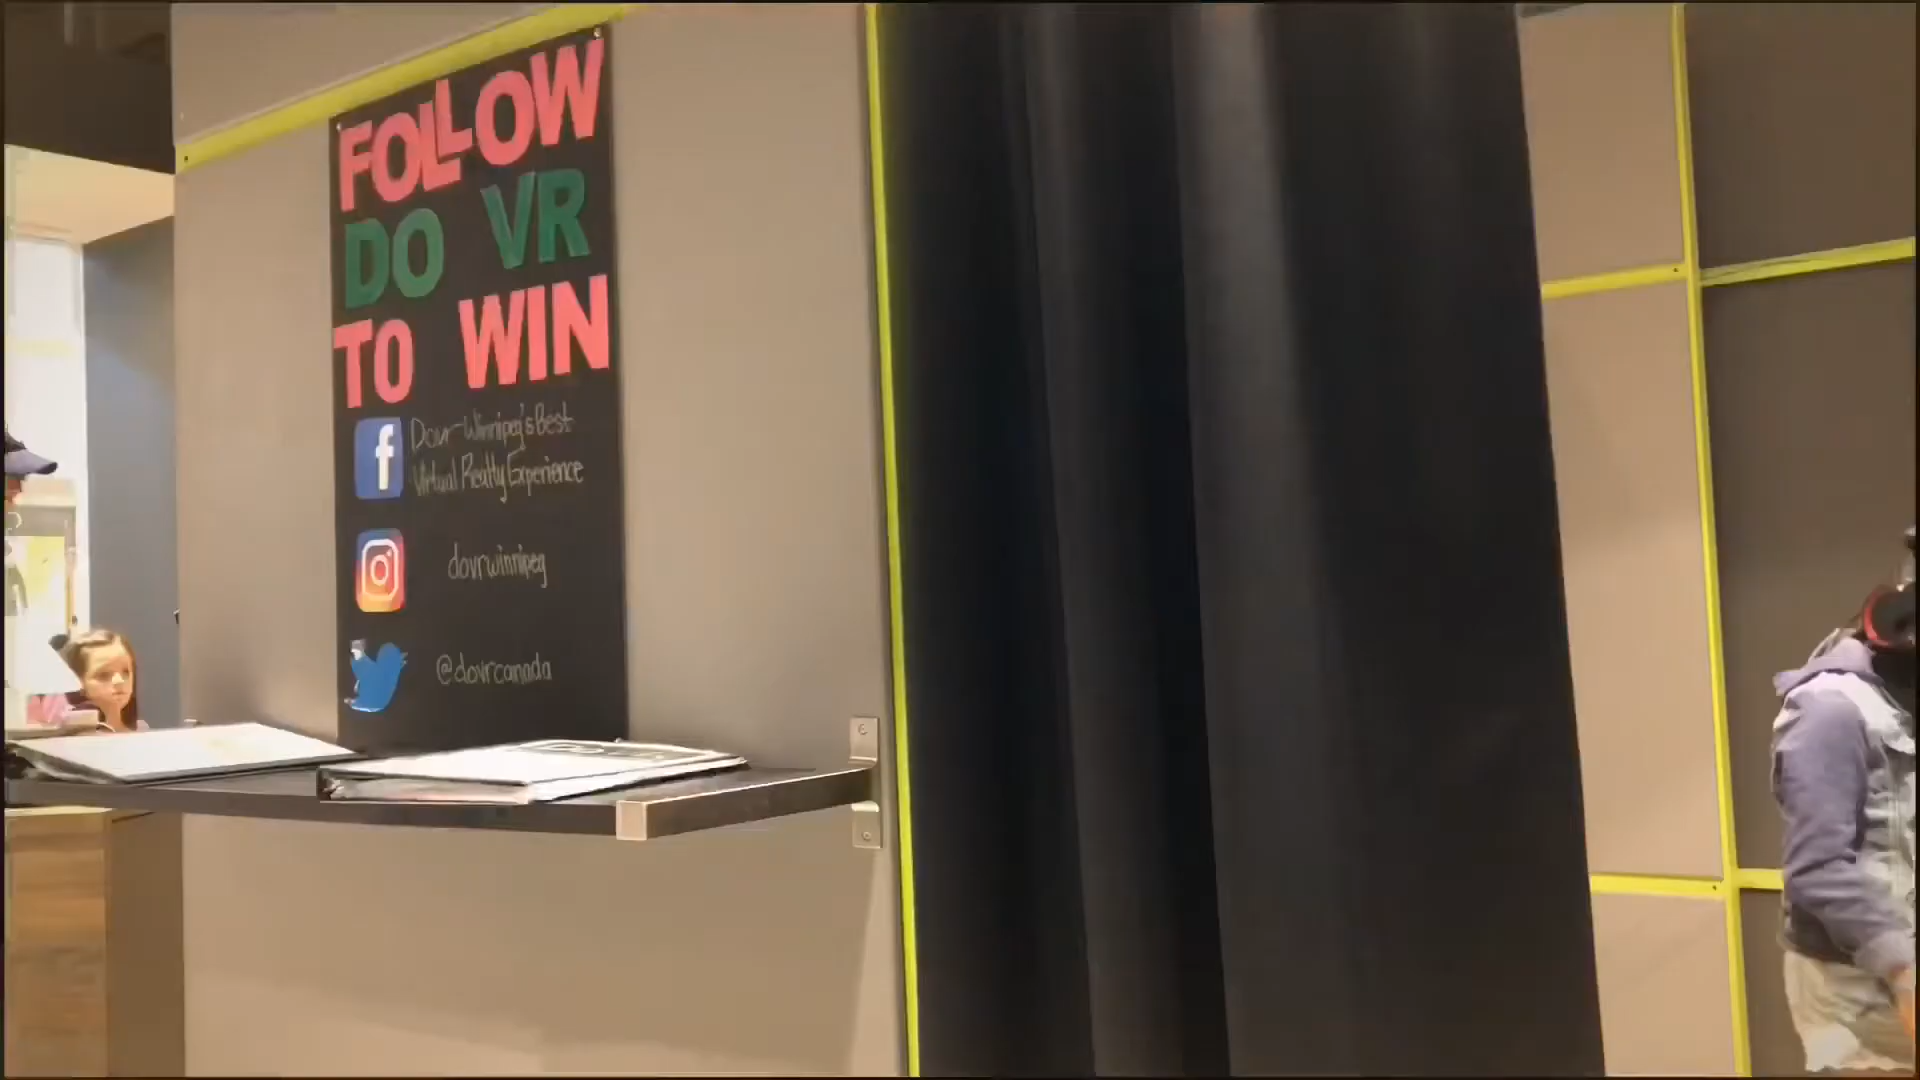 FOLLOW
DO VR
TO WIN
Dovr-Winnipeg's Best
Virtual Reality Experience
dovrwinnipeg
@dovrcanada